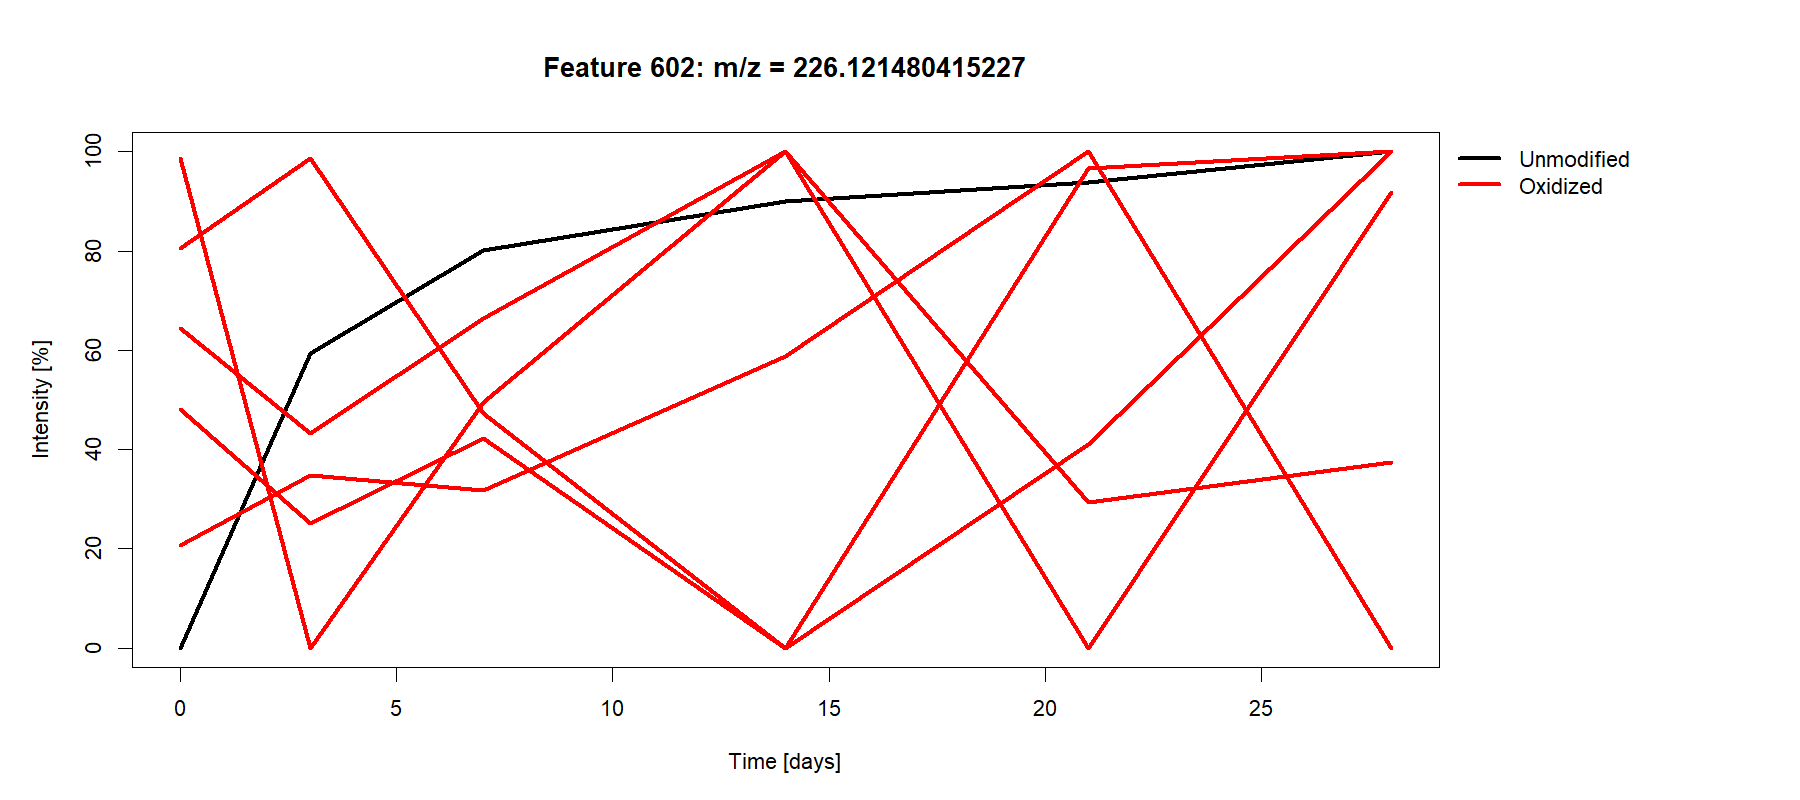 Feature 602: m/z = 226.121480415227
Unmodified
Oxidized
Intensity [%]
100
80
60
40
20
0
0 5 10 15 20 25
Time [days]